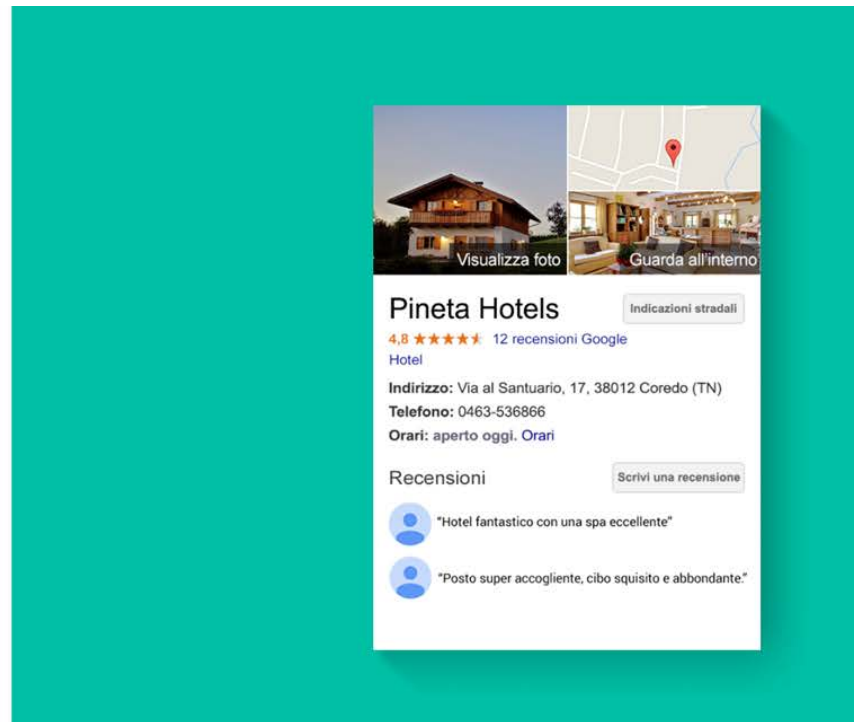 Visualizza foto
Guarda all'interno
Pineta Hotels
Indicazioni stradali
4,8 12 recensioni Google
Hotel
Indirizzo: Via al Santuario, 17, 38012 Coredo (TN)
Telefono: 0463-536866
Orari: aperto oggi. Orari
Recensioni
Scrivi una recensione
“Hotel fantastico con una spa eccellente”
“Posto super accogliente, cibo squisito e abbondante.”